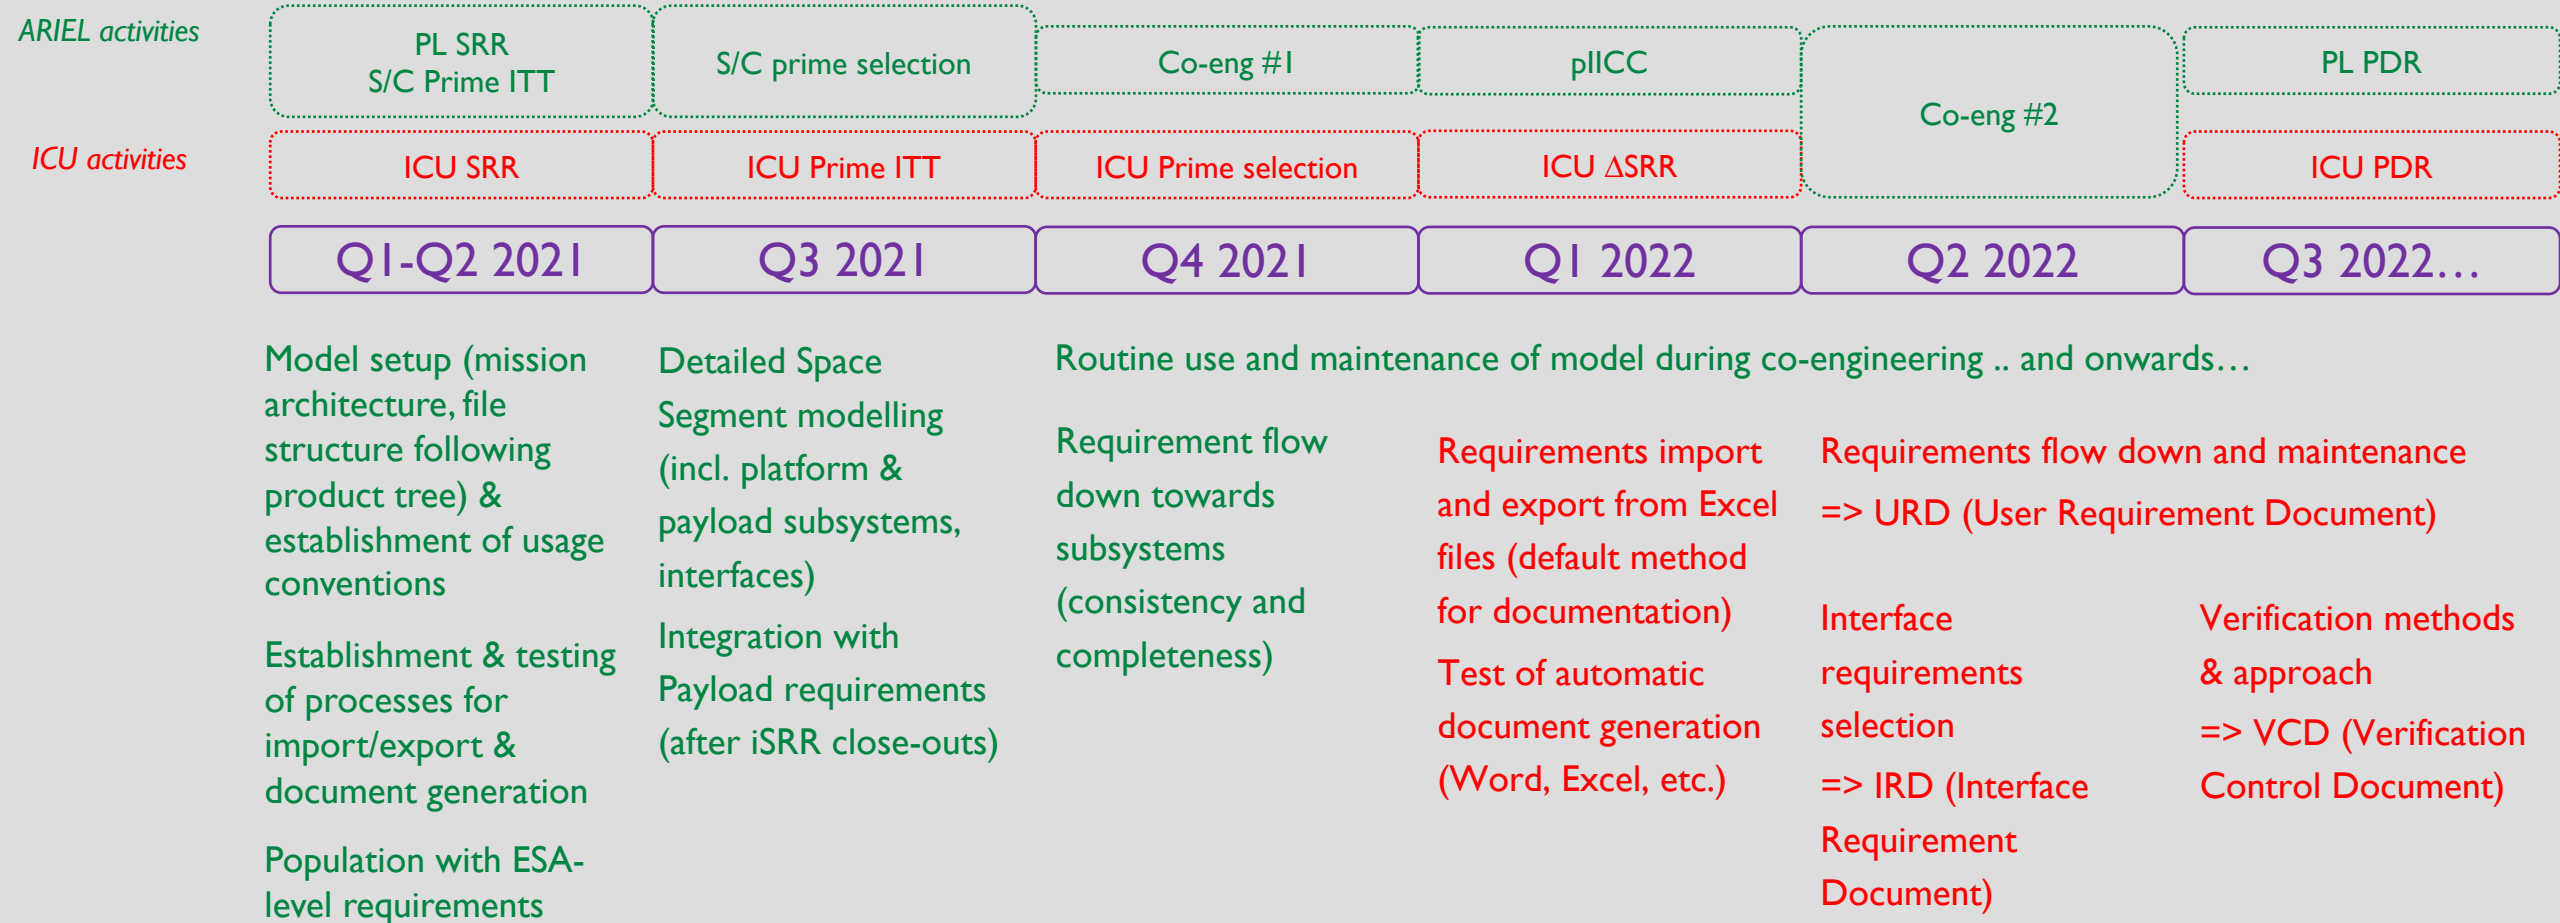 ARIEL activities
PL SRR
S/C Prime ITT
S/C prime selection
Co-eng #1
pIICC
Co-eng #2
PL PDR
ICU activities
ICU SRR
ICU Prime ITT
ICU Prime selection
ICU ΔSRR
ICU PDR
Q1-Q2 2021
Q3 2021
Q4 2021
Q1 2022
Q2 2022
Q3 2022…
Model setup (mission
architecture, file
structure following
product tree) &
establishment of usage
conventions
Establishment & testing
of processes for
import/export &
document generation
Population with ESA-
level requirements
Detailed Space
Segment modelling
(incl. platform &
payload subsystems,
interfaces)
Integration with
Payload requirements
(after iSRR close-outs)
Routine use and maintenance of model during co-engineering .. and onwards…
Requirement flow
down towards
subsystems
(consistency and
completeness)
Requirements import
and export from Excel
files (default method
for documentation)
Test of automatic
document generation
(Word, Excel, etc.)
Requirements flow down and maintenance
=> URD (User Requirement Document)
Interface
requirements
selection
=> IRD (Interface
Requirement
Document)
Verification methods
& approach
=> VCD (Verification
Control Document)